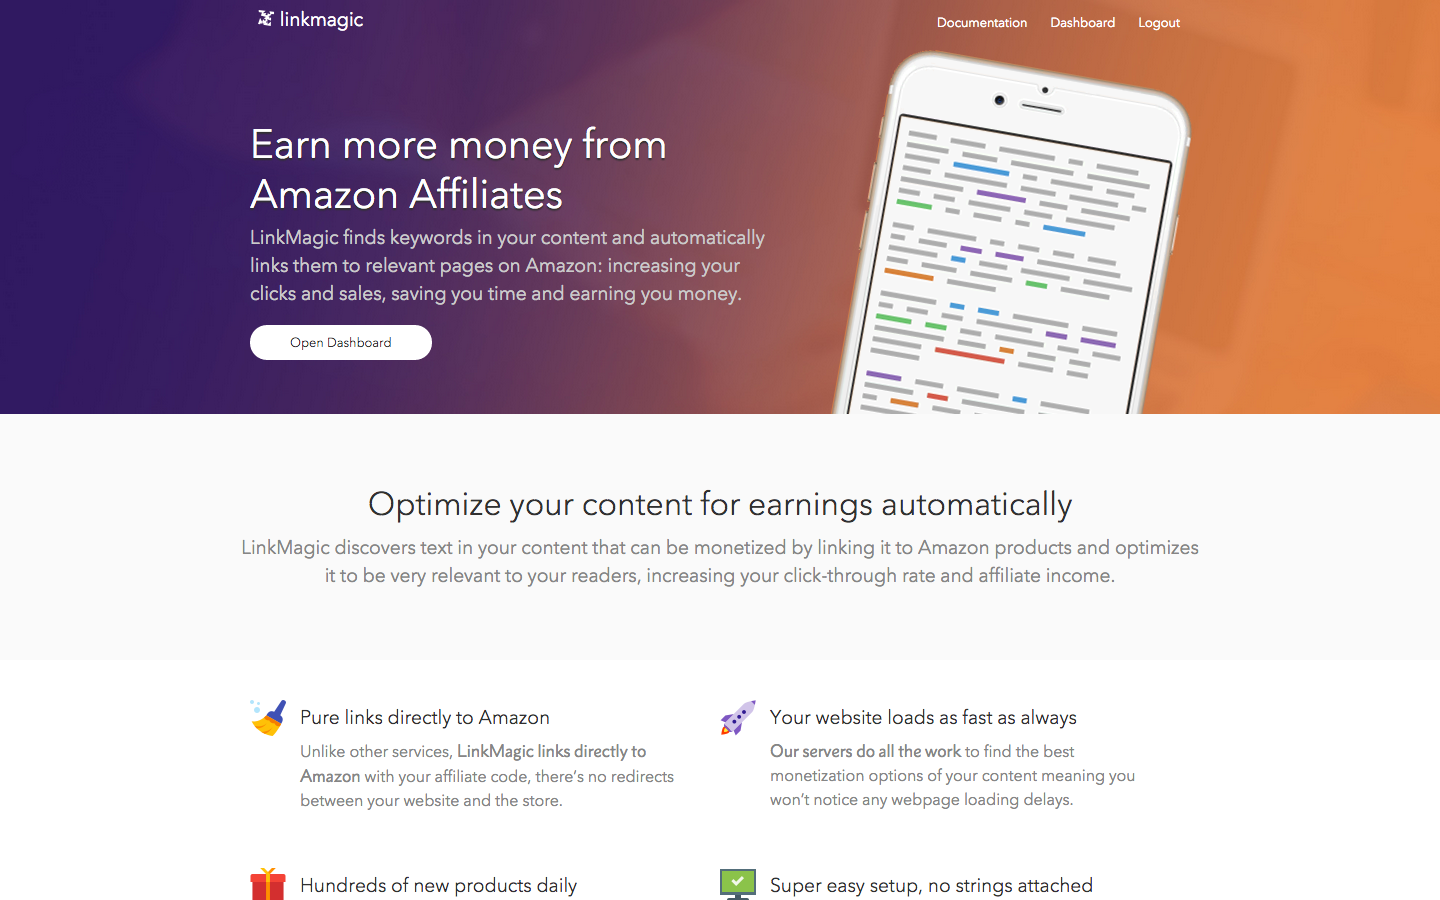 linkmagic
Documentation
Dashboard
Logout
Earn more money from
Amazon Affiliates
LinkMagic finds keywords in your content and automatically
links them to relevant pages on Amazon: increasing your
clicks and sales, saving you time and earning you money.
Open Dashboard
Optimize your content for earnings automatically
LinkMagic discovers text in your content that can be monetized by linking it to Amazon products and optimizes
it to be very relevant to your readers, increasing your click-through rate and affiliate income.
Pure links directly to Amazon
Unlike other services, LinkMagic links directly to
Amazon with your affiliate code, there's no redirects
between your website and the store.
Your website loads as fast as always
Our servers do all the work to find the best
monetization options of your content meaning you
won't notice any webpage loading delays.
Hundreds of new products daily
Super easy setup, no strings attached